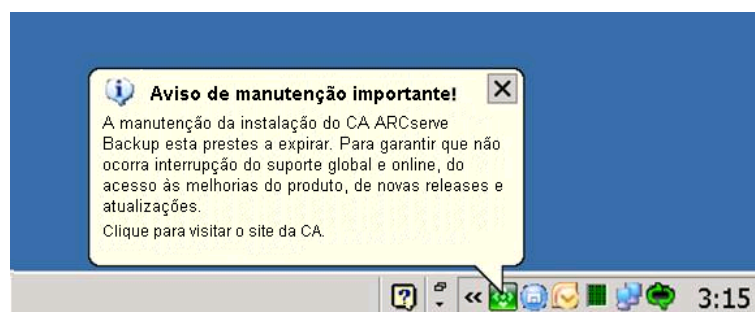 Aviso de manutenção importante!
A manutenção da instalação do CA ARCserve
Backup esta prestes a expirar. Para garantir que não
ocorra interrupção do suporte global e online, do
acesso às melhorias do produto, de novas releases e
atualizações.
Clique para visitar o site da CA.
3:15